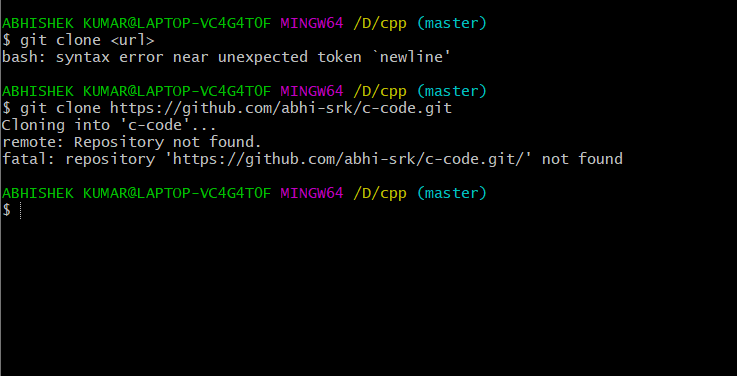 ABHISHEK KUMAR@LAPTOP-VC4G4T0F MINGW64 /D/cpp (master)
$ git clone <url>
bash: syntax error near unexpected token `newline'
ABHISHEK KUMAR@LAPTOP-VC4G4T0F MINGW64 /D/cpp (master)
$ git clone https://github.com/abhi-srk/c-code.git
Cloning into 'c-code'...
remote: Repository not found.
fatal: repository 'https://github.com/abhi-srk/c-code.git/' not found
ABHISHEK KUMAR@LAPTOP-VC4G4T0F MINGW64 /D/cpp (master)
$